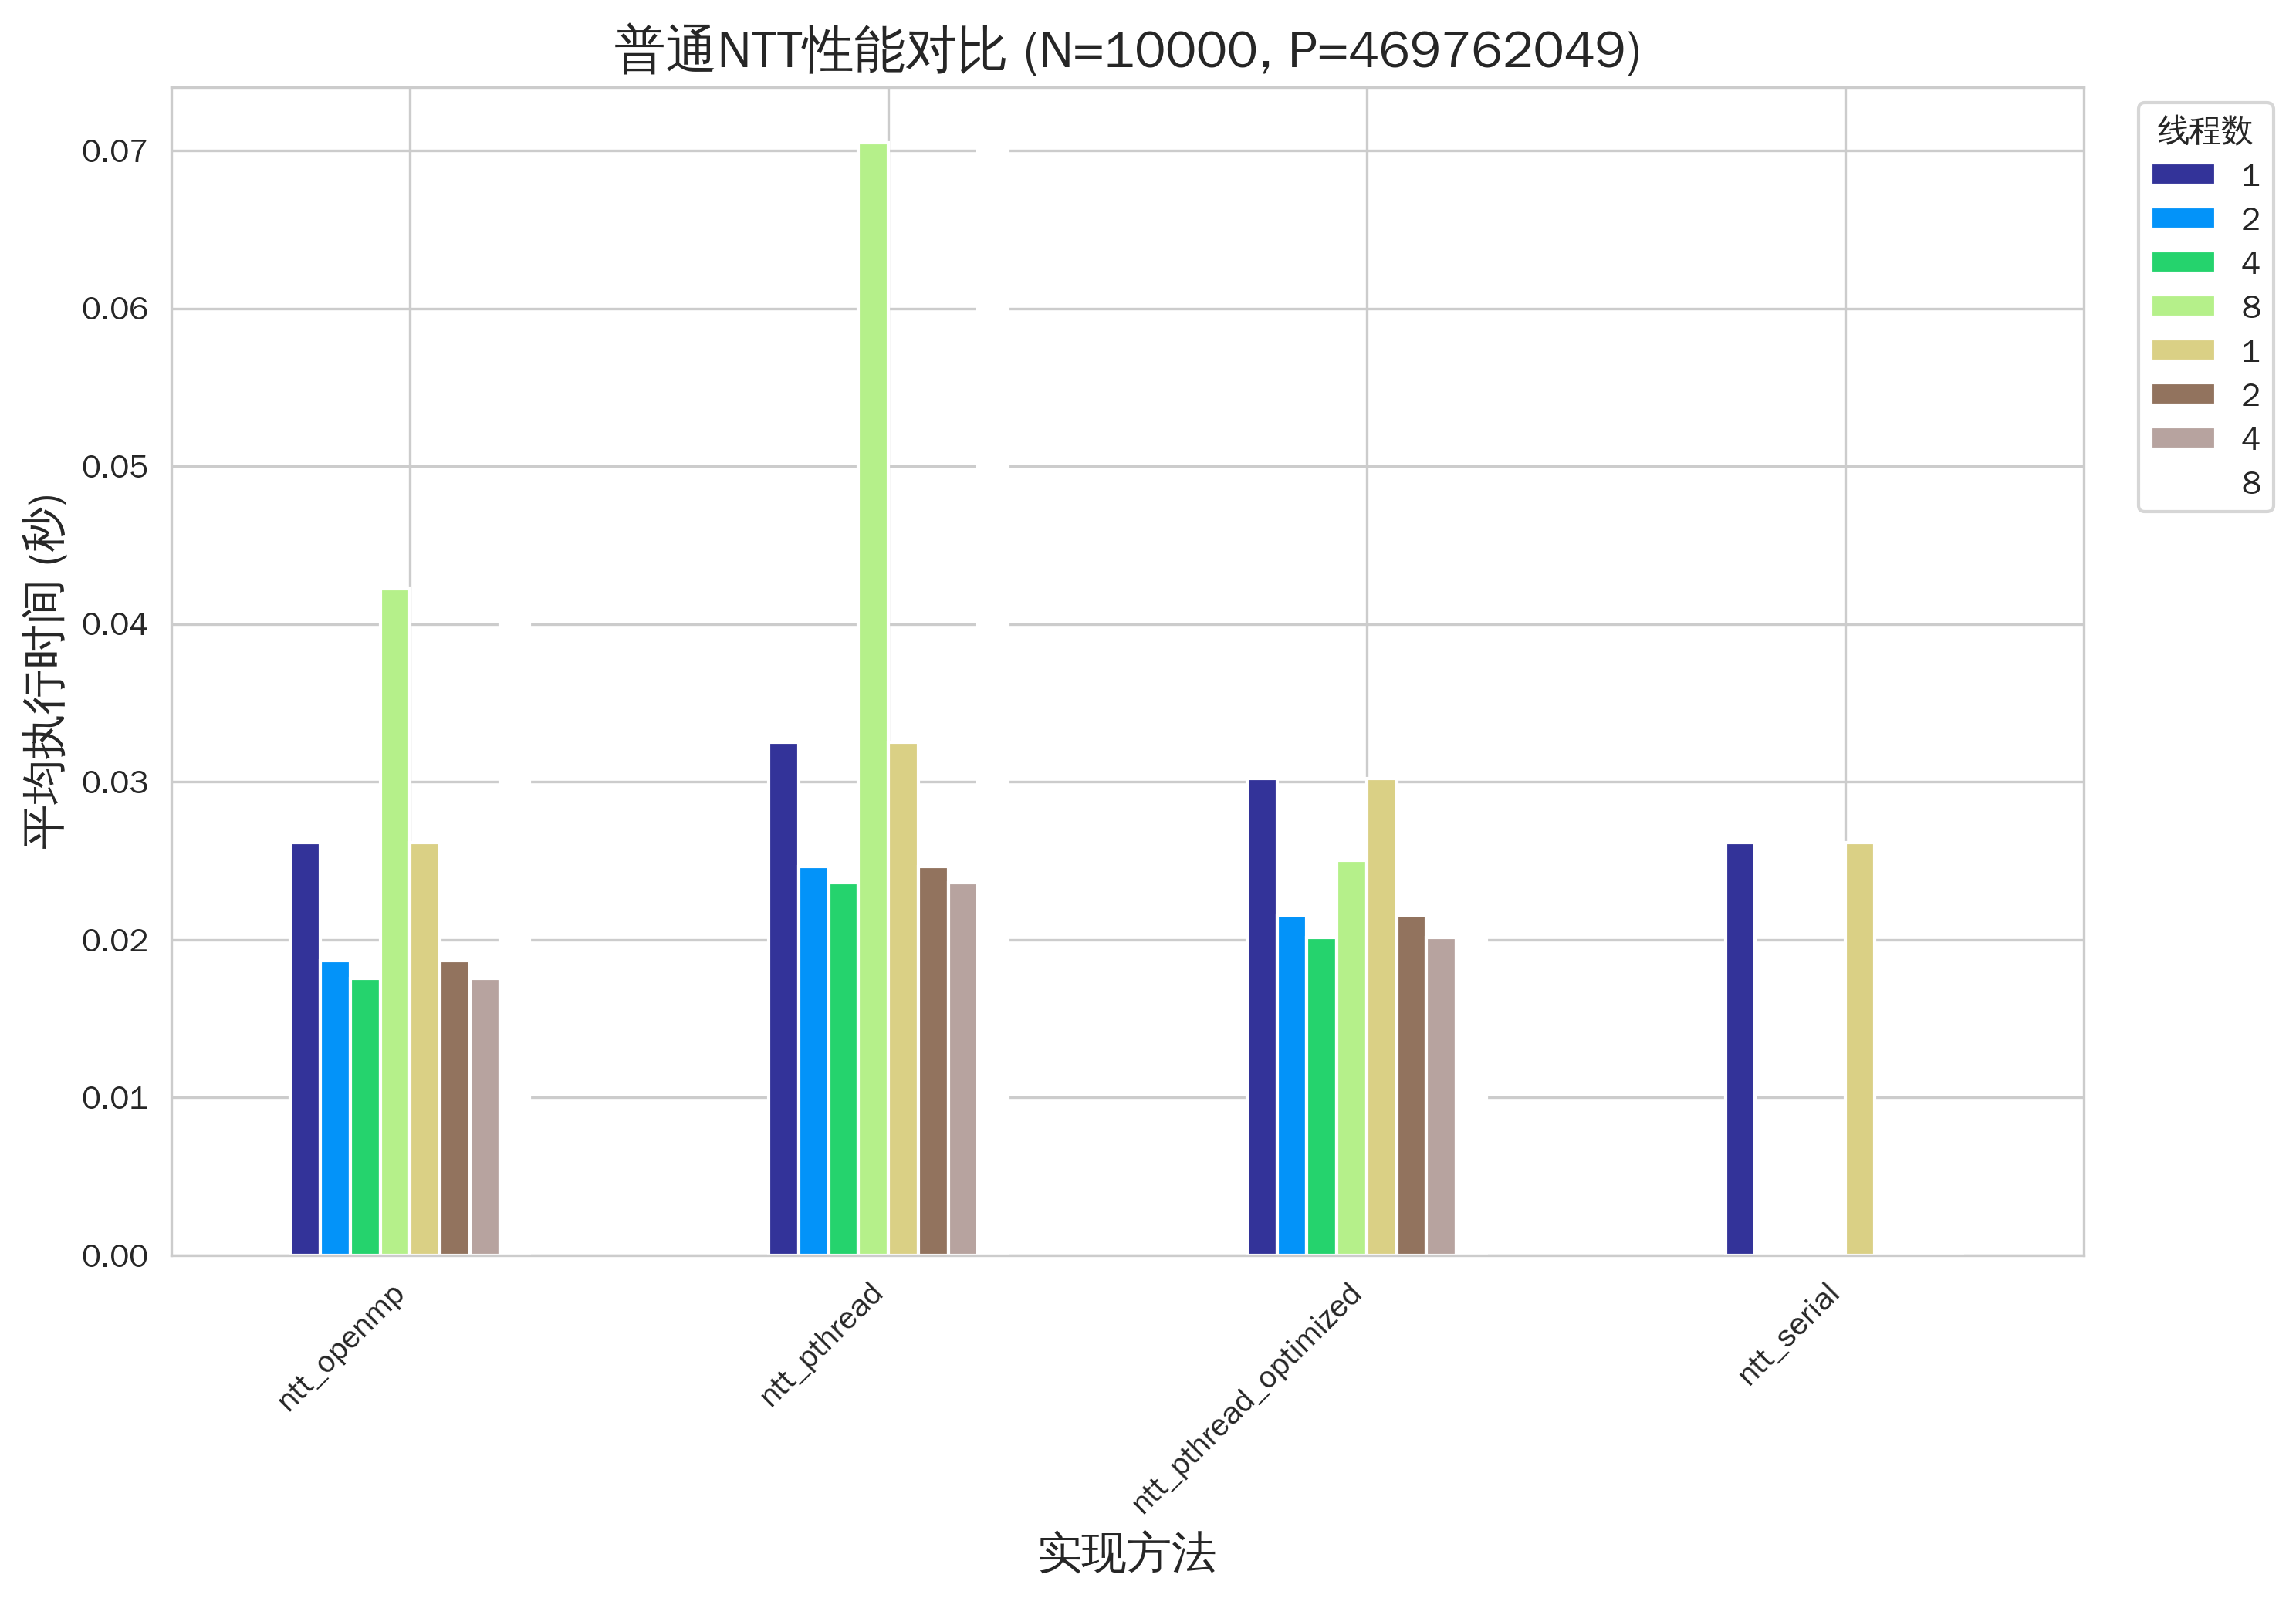 普通NTT性能对比 (N=10000, P=469762049)
平均执行时间 (秒)
0.07
0.06
0.05
0.04
0.03
0.02
0.01
0.00
ntt_openmp
ntt_pthread
ntt_pthread_optimized
ntt_serial
实现方法
线程数
1
2
4
8
1
2
4
8